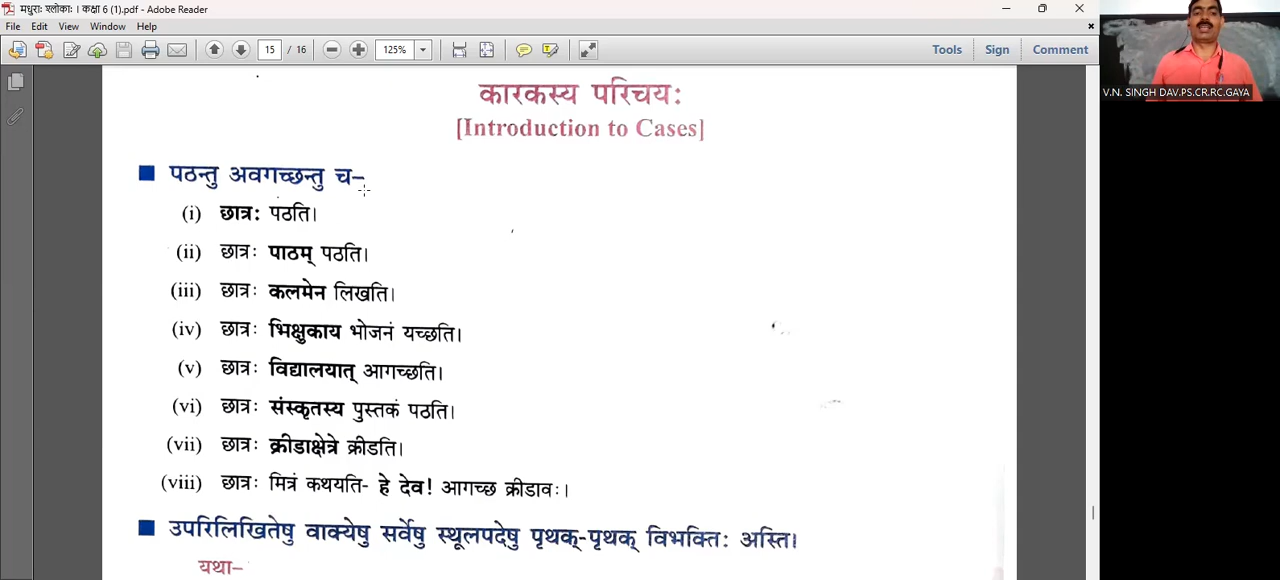 मधुराः श्लोकाः । कक्षा 6 (1).pdf - Adobe Reader
File Edit View Window Help
15 / 16 125% Tools Sign Comment
V.N. SINGH DAV.PS.CR.RC.GAYA
कारकस्य परिचयः
[Introduction to Cases]
पठन्तु अवगच्छन्तु च–
(i) छात्रः पठति।
(ii) छात्रः पाठम् पठति।
(iii) छात्रः कलमेन लिखति।
(iv) छात्रः भिक्षुकाय भोजनं यच्छति।
(v) छात्रः विद्यालयात् आगच्छति।
(vi) छात्रः संस्कृतस्य पुस्तकं पठति।
(vii) छात्रः क्रीडाक्षेत्रे क्रीडति।
(viii) छात्रः मित्रं कथयति- हे देव! आगच्छ क्रीडावः।
उपरिलिखितेषु वाक्येषु सर्वेषु स्थूलपदेषु पृथक्-पृथक् विभक्तिः अस्ति।
यथा–